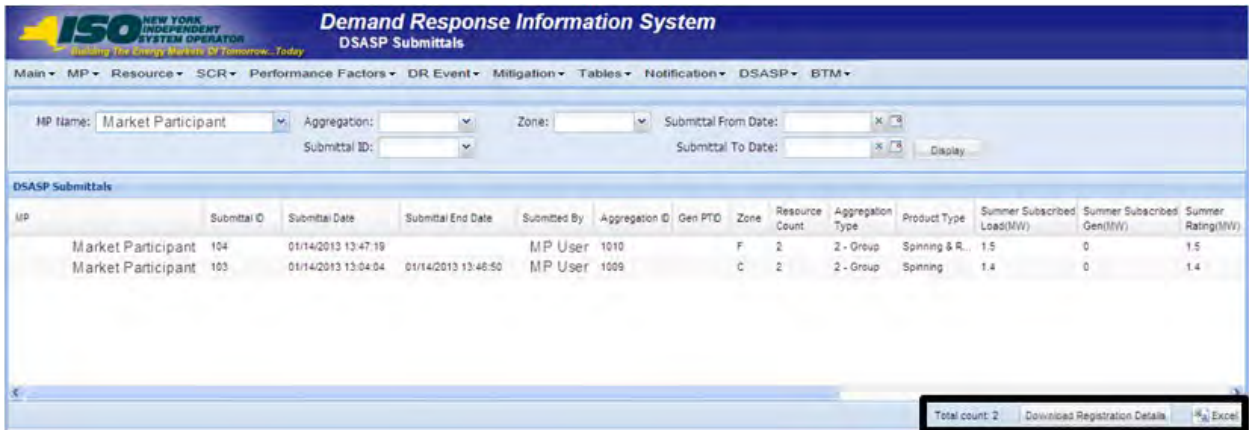 NEW YORK
INDEPENDENT
SYSTEM OPERATOR
ISO
Building The Energy Markets Of Tomorrow...Today
Demand Response Information System
DSASP Submittals
Main MP Resource SCR Performance Factors DR Event Mitigation Tables Notification DSASP BTM
MP Name: Market Participant Aggregation: Zone: Submittal From Date:
Submittal ID: Submittal To Date: Display
DSASP Submittals
MP Submittal ID Submittal Date Submittal End Date Submitted By Aggregation ID Gen PTID Zone Resource Count Aggregation Type Product Type Summer Subscribed Load(MW) Summer Subscribed Gen(MW) Summer Rating(MW)
Market Participant 104 01/14/2013 13:47:19 MP User 1010 F 2 2 - Group Spinning & R... 1.5 0 1.5
Market Participant 103 01/14/2013 13:04:04 01/14/2013 13:46:50 MP User 1009 C 2 2 - Group Spinning 1.4 0 1.4
Total count: 2 Download Registration Details Excel